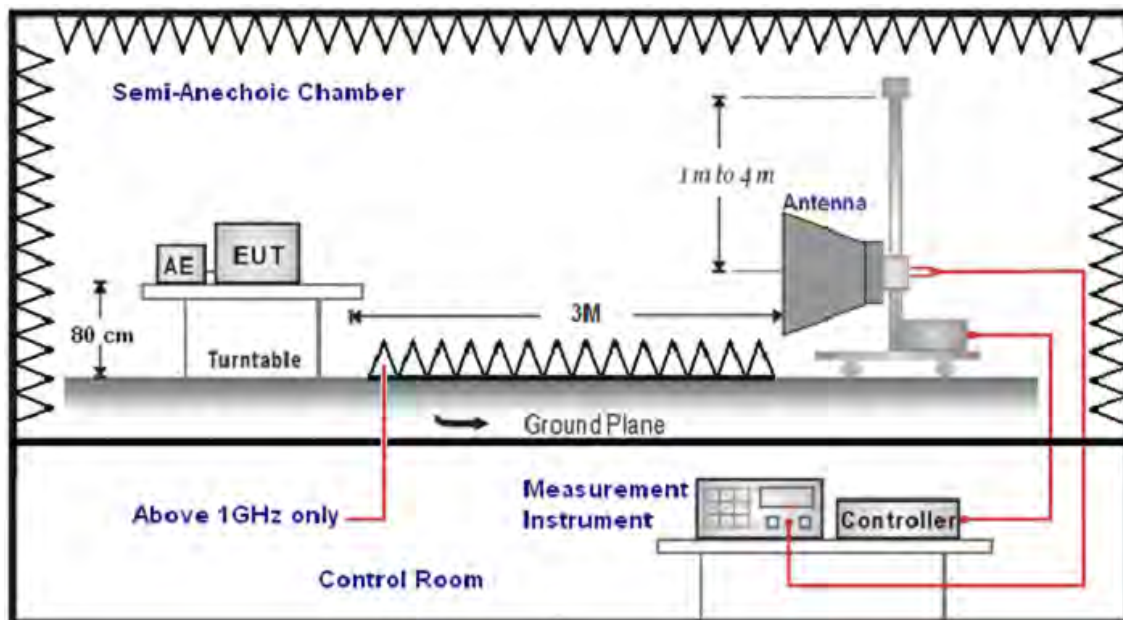 Semi-Anechoic Chamber
1 m to 4 m
Antenna
AE
EUT
3M
80 cm
Turntable
Ground Plane
Above 1GHz only
Measurement
Instrument
Controller
Control Room